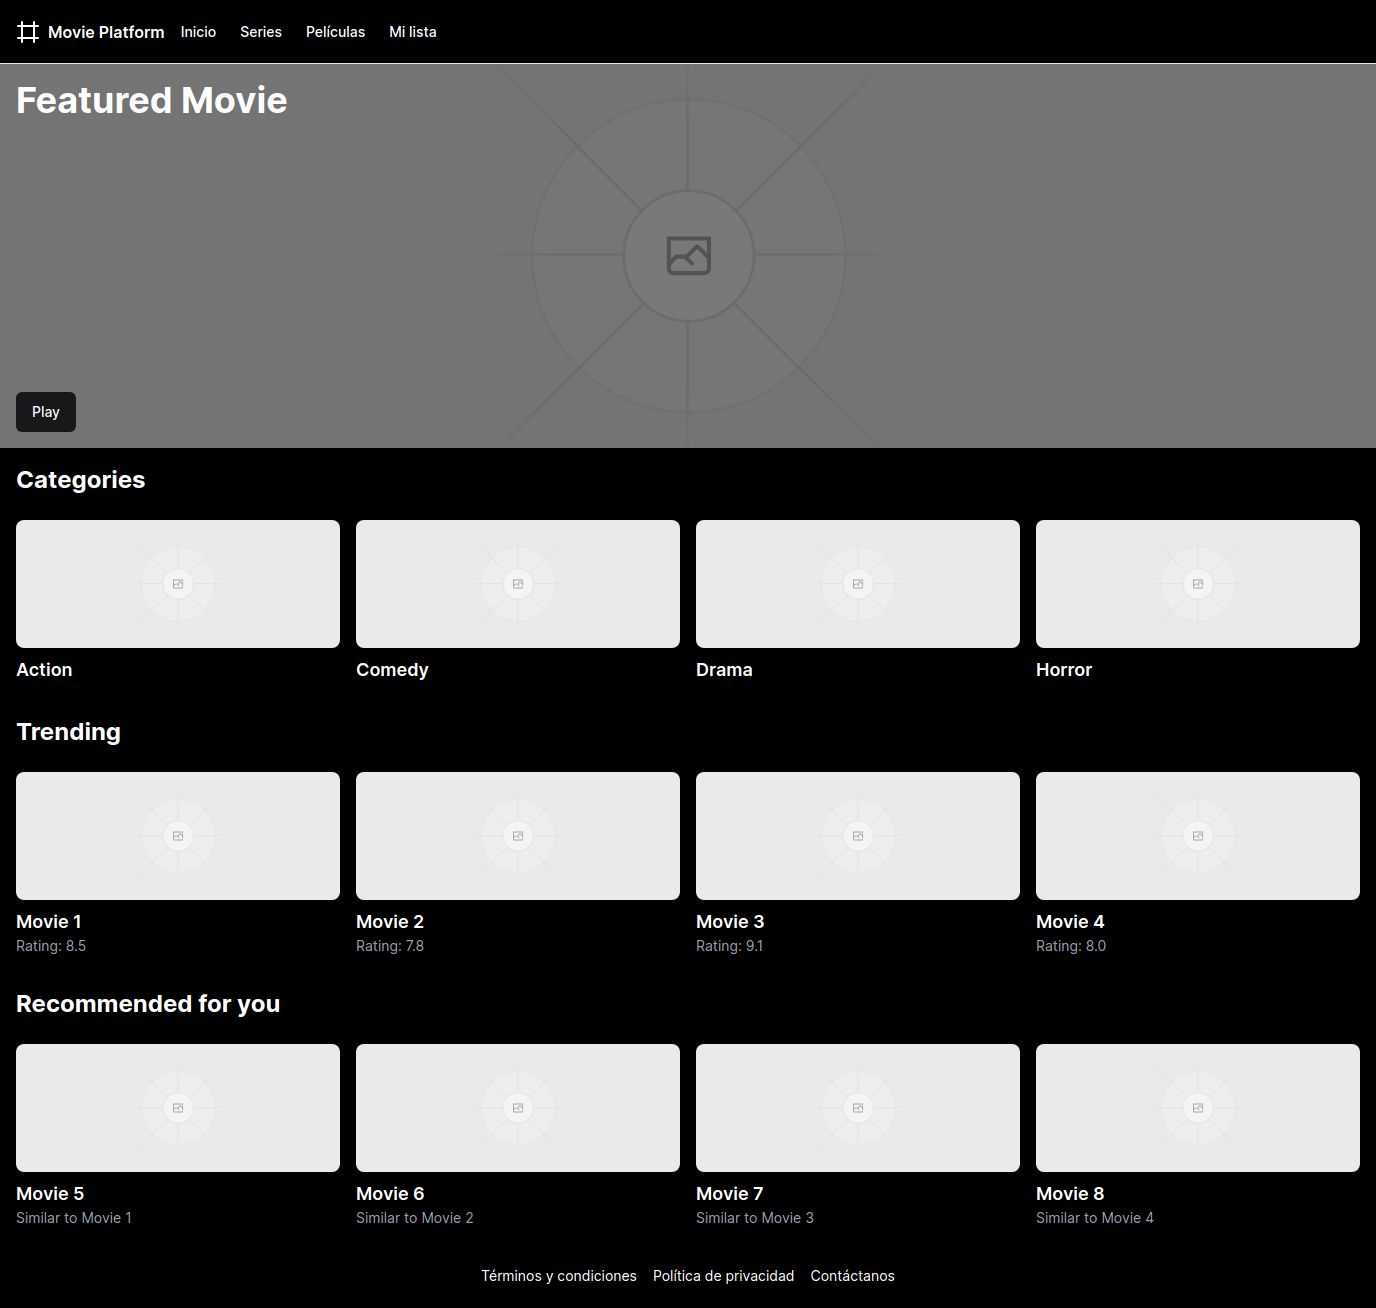 Movie Platform Inicio Series Películas Mi lista
Featured Movie
Play
Categories
Action Comedy Drama Horror
Trending
Movie 1 Movie 2 Movie 3 Movie 4
Rating: 8.5 Rating: 7.8 Rating: 9.1 Rating: 8.0
Recommended for you
Movie 5 Movie 6 Movie 7 Movie 8
Similar to Movie 1 Similar to Movie 2 Similar to Movie 3 Similar to Movie 4
Términos y condiciones Política de privacidad Contáctanos